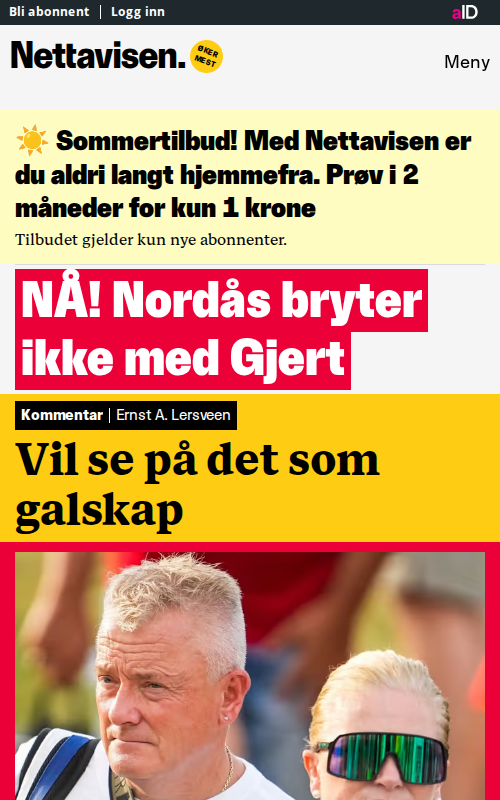 Bli abonnent | Logg inn
aID
Nettavisen.
ØKER
MEST
Meny
☀️ Sommertilbud! Med Nettavisen er
du aldri langt hjemmefra. Prøv i 2
måneder for kun 1 krone
Tilbudet gjelder kun nye abonnenter.
NÅ! Nordås bryter
ikke med Gjert
Kommentar | Ernst A. Lersveen
Vil se på det som
galskap